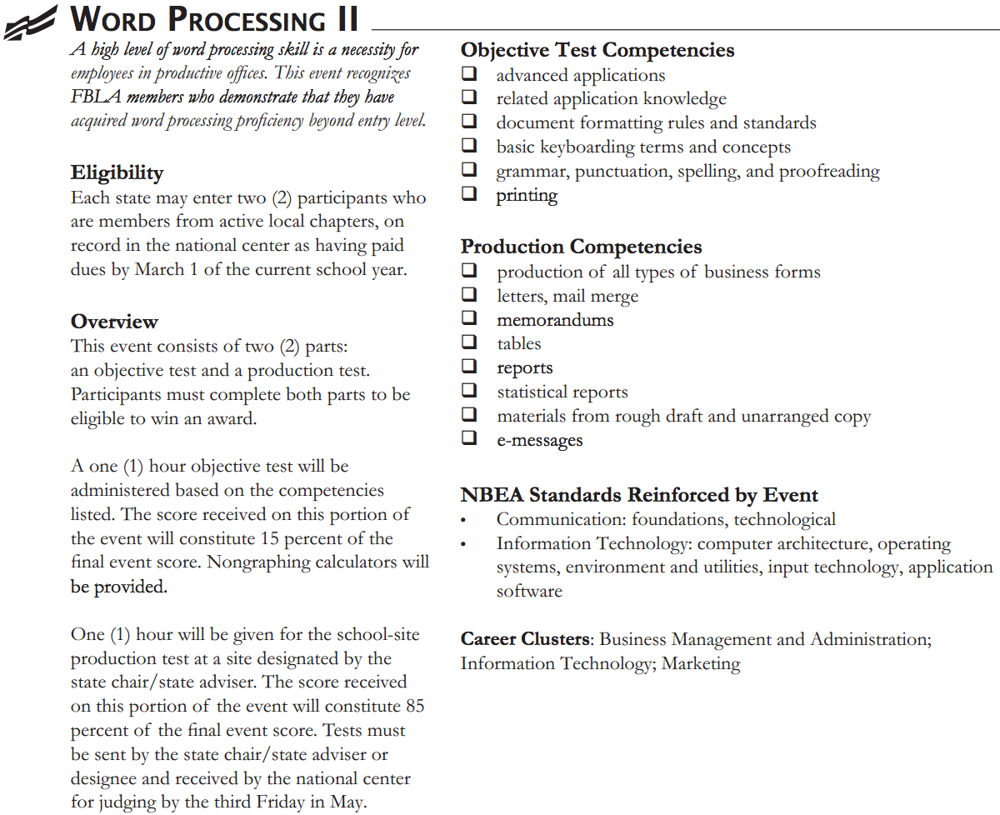 WORD PROCESSING II
A high level of word processing skill is a necessity for
employees in productive offices. This event recognizes
FBLA members who demonstrate that they have
acquired word processing proficiency beyond entry level.
Eligibility
Each state may enter two (2) participants who
are members from active local chapters, on
record in the national center as having paid
dues by March 1 of the current school year.
Overview
This event consists of two (2) parts:
an objective test and a production test.
Participants must complete both parts to be
eligible to win an award.
A one (1) hour objective test will be
administered based on the competencies
listed. The score received on this portion of
the event will constitute 15 percent of the
final event score. Nongraphing calculators will
be provided.
One (1) hour will be given for the school-site
production test at a site designated by the
state chair/state adviser. The score received
on this portion of the event will constitute 85
percent of the final event score. Tests must
be sent by the state chair/state adviser or
designee and received by the national center
for judging by the third Friday in May.
Objective Test Competencies
❑ advanced applications
❑ related application knowledge
❑ document formatting rules and standards
❑ basic keyboarding terms and concepts
❑ grammar, punctuation, spelling, and proofreading
❑ printing
Production Competencies
❑ production of all types of business forms
❑ letters, mail merge
❑ memorandums
❑ tables
❑ reports
❑ statistical reports
❑ materials from rough draft and unarranged copy
❑ e-messages
NBEA Standards Reinforced by Event
• Communication: foundations, technological
• Information Technology: computer architecture, operating
systems, environment and utilities, input technology, application
software
Career Clusters: Business Management and Administration;
Information Technology; Marketing